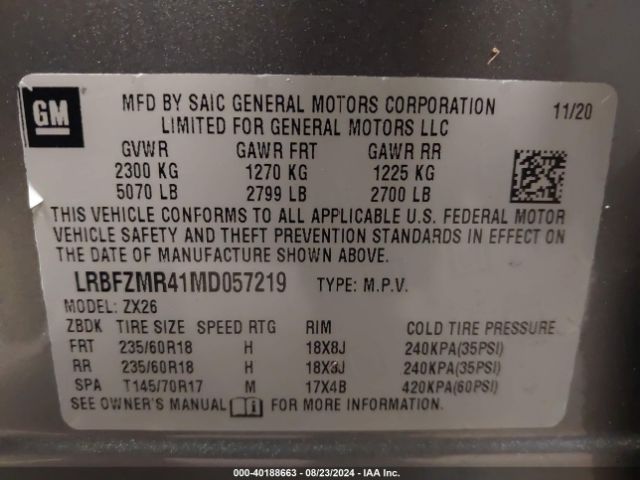 GM
MFD BY SAIC GENERAL MOTORS CORPORATION 11/20
LIMITED FOR GENERAL MOTORS LLC
GVWR GAWR FRT GAWR RR
2300 KG 1270 KG 1225 KG
5070 LB 2799 LB 2700 LB
THIS VEHICLE CONFORMS TO ALL APPLICABLE U.S. FEDERAL MOTOR
VEHICLE SAFETY AND THEFT PREVENTION STANDARDS IN EFFECT ON
THE DATE OF MANUFACTURE SHOWN ABOVE.
LRBFZMR41MD057219 TYPE: M.P.V.
MODEL: ZX26
ZBDK TIRE SIZE SPEED RTG RIM COLD TIRE PRESSURE
FRT 235/60R18 H 18X8J 240KPA(35PSI)
RR 235/60R18 H 18X8J 240KPA(35PSI)
SPA T145/70R17 M 17X4B 420KPA(60PSI)
SEE OWNER'S MANUAL i FOR MORE INFORMATION.
000-40188663 - 08/23/2024 - IAA Inc.